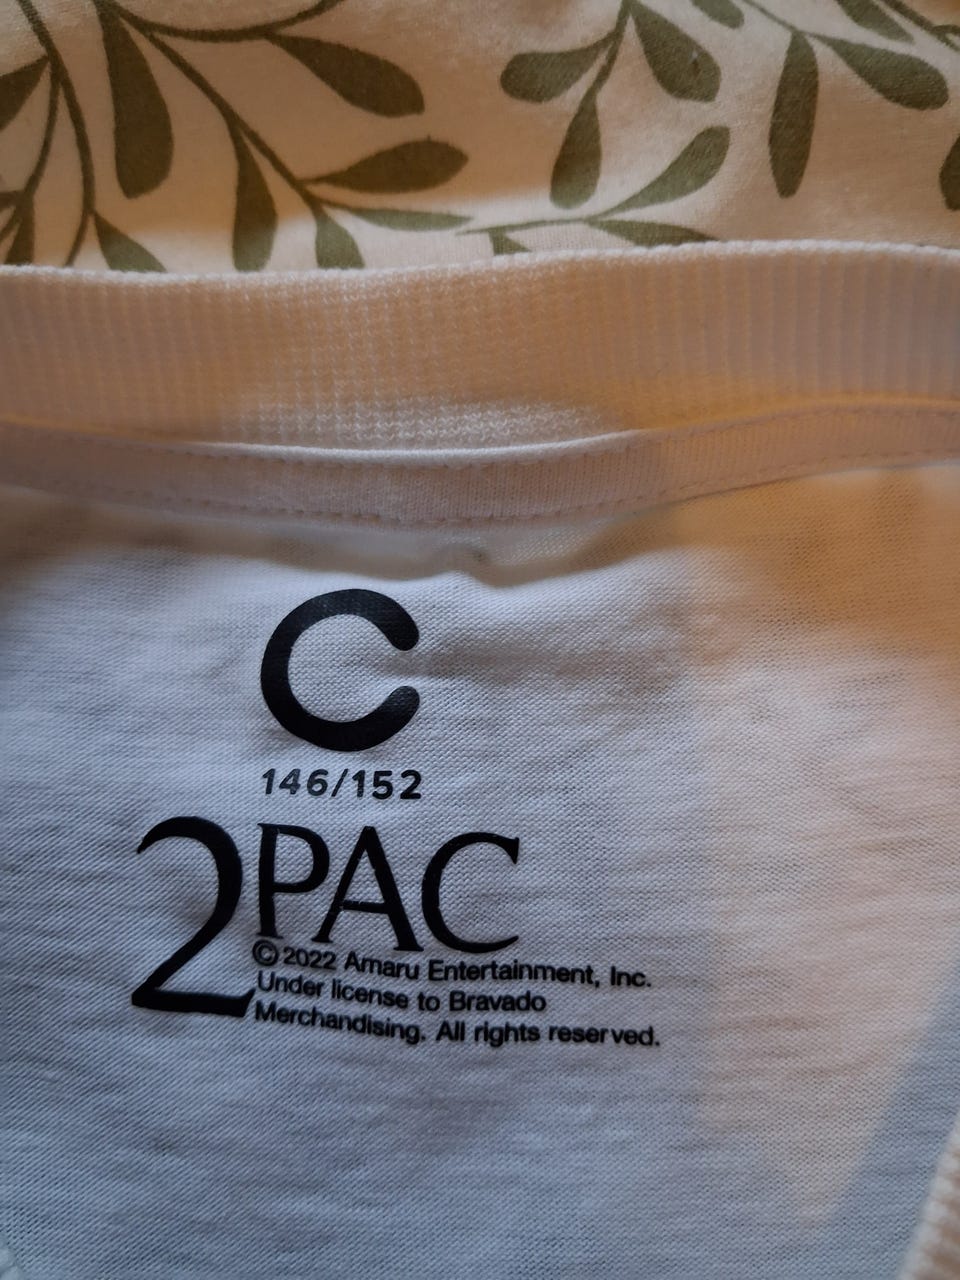 C
146/152
2PAC
© 2022 Amaru Entertainment, Inc.
Under license to Bravado
Merchandising. All rights reserved.